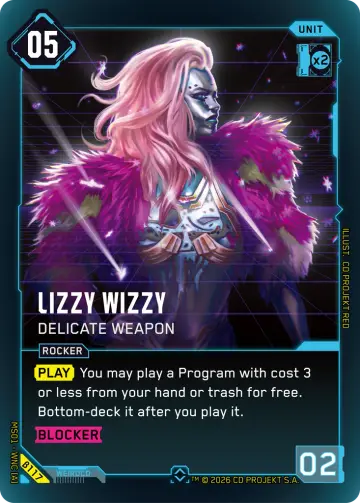 05
UNIT
x2
LIZZY WIZZY
DELICATE WEAPON
ROCKER
PLAY You may play a Program with cost 3
or less from your hand or trash for free.
Bottom-deck it after you play it.
BLOCKER
02
ILLUST. CD PROJEKT RED
β117
™ © 2026 CD PROJEKT S.A.